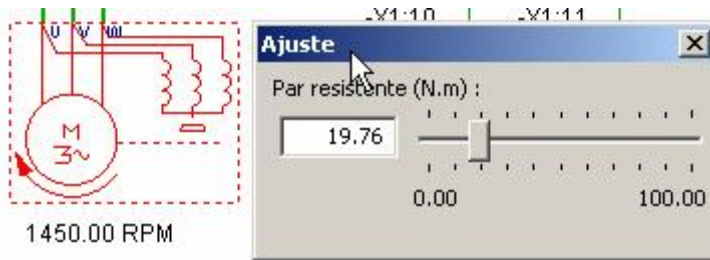 -X1:10 -X1:11
U V W
Ajuste
Par resistente (N.m) :
19.76
0.00 100.00
M
3~
1450.00 RPM